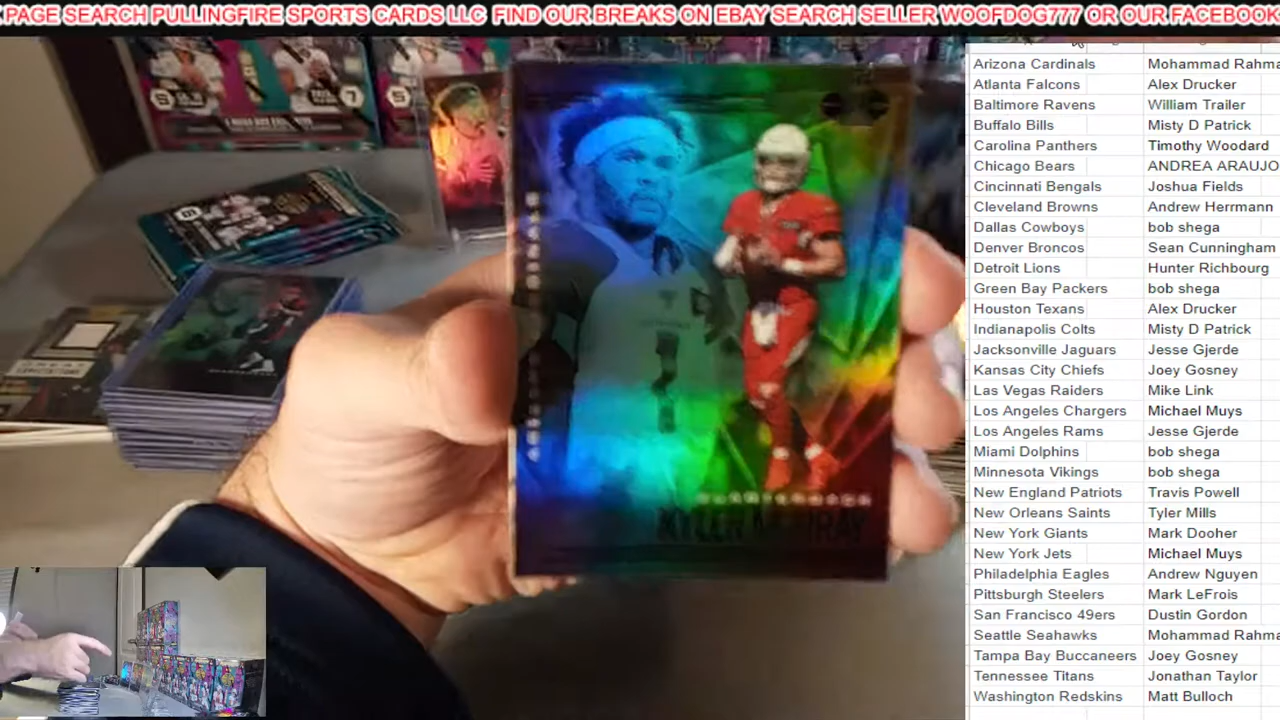 PAGE SEARCH PULLINGFIRE SPORTS CARDS LLC FIND OUR BREAKS ON EBAY SEARCH SELLER WOOFDOG777 OR OUR FACEBOOK
Arizona Cardinals Mohammad Rahma
Atlanta Falcons Alex Drucker
Baltimore Ravens William Trailer
Buffalo Bills Misty D Patrick
Carolina Panthers Timothy Woodard
Chicago Bears ANDREA ARAUJO
Cincinnati Bengals Joshua Fields
Cleveland Browns Andrew Herrmann
Dallas Cowboys bob shega
Denver Broncos Sean Cunningham
Detroit Lions Hunter Richbourg
Green Bay Packers bob shega
Houston Texans Alex Drucker
Indianapolis Colts Misty D Patrick
Jacksonville Jaguars Jesse Gjerde
Kansas City Chiefs Joey Gosney
Las Vegas Raiders Mike Link
Los Angeles Chargers Michael Muys
Los Angeles Rams Jesse Gjerde
Miami Dolphins bob shega
Minnesota Vikings bob shega
New England Patriots Travis Powell
New Orleans Saints Tyler Mills
New York Giants Mark Dooher
New York Jets Michael Muys
Philadelphia Eagles Andrew Nguyen
Pittsburgh Steelers Mark LeFrois
San Francisco 49ers Dustin Gordon
Seattle Seahawks Mohammad Rahma
Tampa Bay Buccaneers Joey Gosney
Tennessee Titans Jonathan Taylor
Washington Redskins Matt Bulloch
QUARTERBACK
KYLER MURRAY